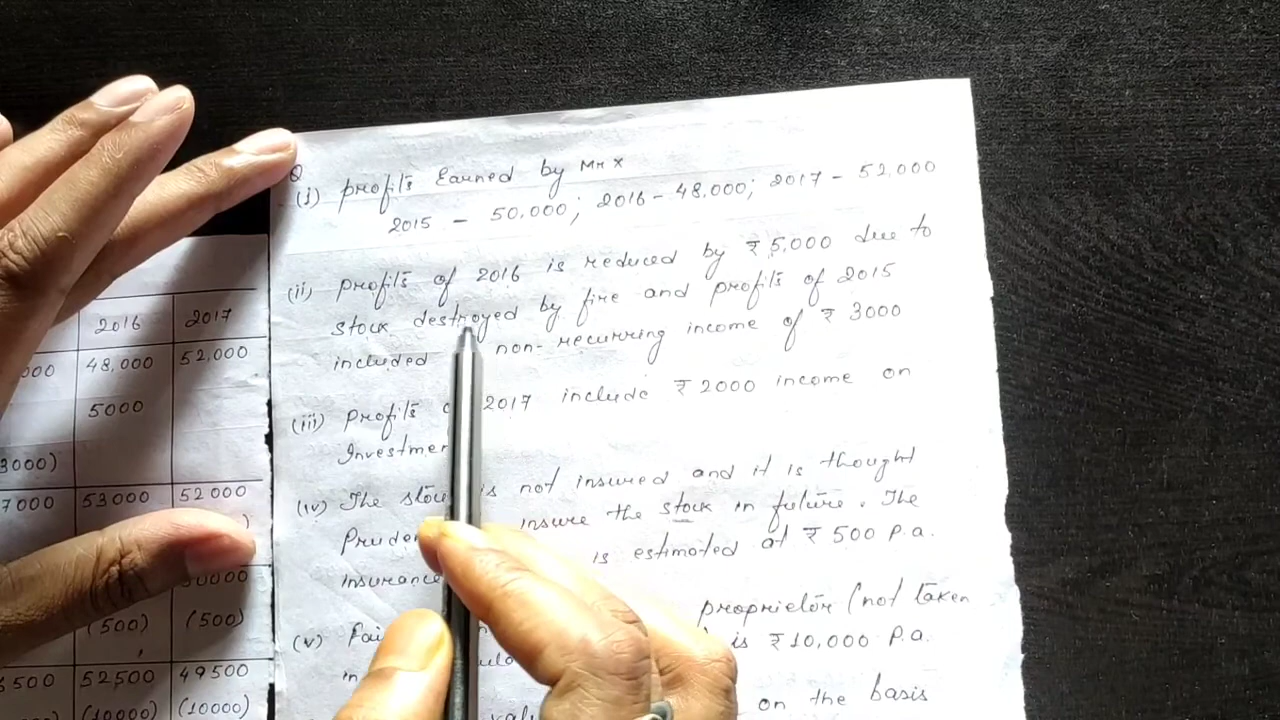 2016 2017
000 48,000 52,000
5000
3000)
7000 53000 52000
)
50000
(500) (500)
6500 52500 49500
(10000) (10000)
Q
(i) profits Earned by Mr X
2015 - 50,000; 2016 - 48,000; 2017 - 52,000
(ii) profits of 2016 is reduced by ₹ 5,000 due to
stock destroyed by fire and profits of 2015
included non-recurring income of ₹ 3000
(iii) profits 2017 include ₹ 2000 income on
(iv) The is not insured and it is thought
insure the stock in future. The
insurance is estimated at ₹ 500 p.a.
(v) proprietor (not taken
is ₹ 10,000 p.a.
on the basis